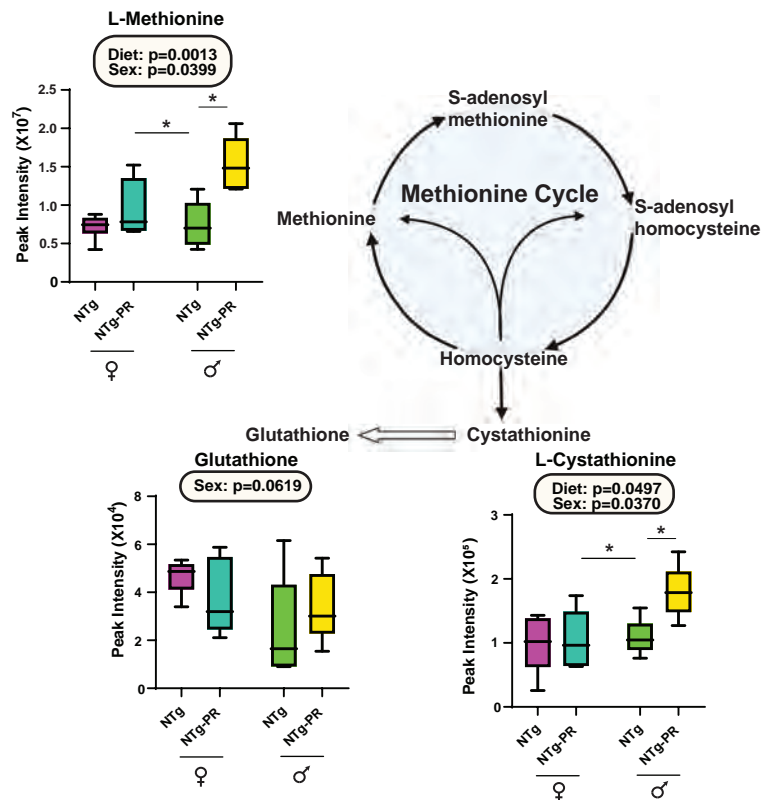 L-Methionine
Diet: p=0.0013
Sex: p=0.0399
Peak Intensity (X10⁷)
2.5
2.0
1.5
1.0
0.5
0
*
*
NTg
NTg-PR
NTg
NTg-PR
♀
♂
S-adenosyl
methionine
Methionine Cycle
Methionine
S-adenosyl
homocysteine
Homocysteine
Glutathione
Cystathionine
Glutathione
Sex: p=0.0619
Peak Intensity (X10⁴)
8
6
4
2
0
NTg
NTg-PR
NTg
NTg-PR
♀
♂
L-Cystathionine
Diet: p=0.0497
Sex: p=0.0370
Peak Intensity (X10⁵)
3
2
1
0
*
*
NTg
NTg-PR
NTg
NTg-PR
♀
♂